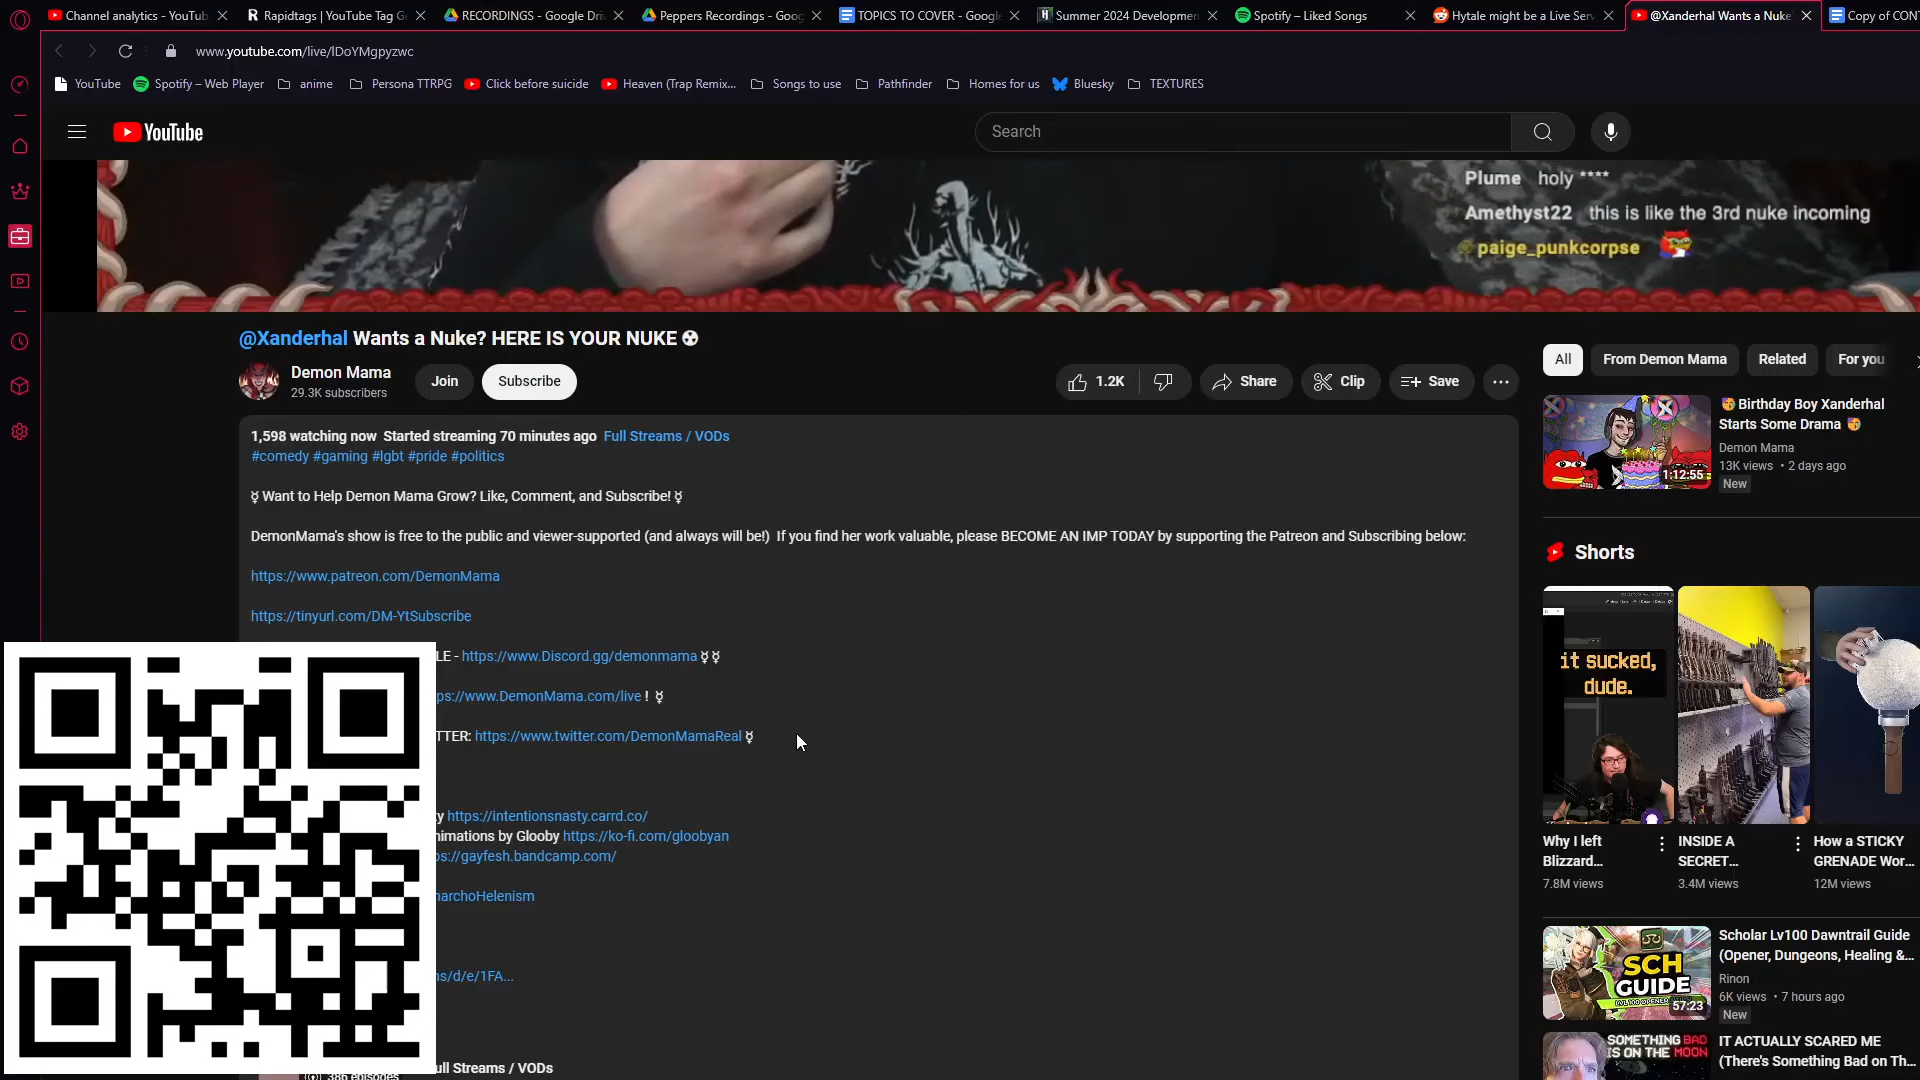 Channel analytics - YouTub
Rapidtags | YouTube Tag Ge
RECORDINGS - Google Driv
Peppers Recordings - Goog
TOPICS TO COVER - Google
Summer 2024 Developmen
Spotify – Liked Songs
Hytale might be a Live Serv
@Xanderhal Wants a Nuke
Copy of CONT
www.youtube.com/live/lDoYMgpyzwc
YouTube
Spotify – Web Player
anime
Persona TTRPG
Click before suicide
Heaven (Trap Remix...
Songs to use
Pathfinder
Homes for us
Bluesky
TEXTURES
YouTube
Search
Plume holy ****
Amethyst22 this is like the 3rd nuke incoming
paige_punkcorpse
@Xanderhal Wants a Nuke? HERE IS YOUR NUKE ☢
Demon Mama
29.3K subscribers
Join
Subscribe
1.2K
Share
Clip
Save
1,598 watching now Started streaming 70 minutes ago Full Streams / VODs
#comedy #gaming #lgbt #pride #politics
☿ Want to Help Demon Mama Grow? Like, Comment, and Subscribe! ☿
DemonMama's show is free to the public and viewer-supported (and always will be!) If you find her work valuable, please BECOME AN IMP TODAY by supporting the Patreon and Subscribing below:
https://www.patreon.com/DemonMama
https://tinyurl.com/DM-YtSubscribe
LE - https://www.Discord.gg/demonmama ☿☿
ps://www.DemonMama.com/live ! ☿
TTER: https://www.twitter.com/DemonMamaReal ☿
y https://intentionsnasty.carrd.co/
nimations by Glooby https://ko-fi.com/gloobyan
ps://gayfesh.bandcamp.com/
narchoHelenism
ns/d/e/1FA...
ull Streams / VODs
386 episodes
All
From Demon Mama
Related
For you
🥳Birthday Boy Xanderhal
Starts Some Drama 🥳
Demon Mama
13K views • 2 days ago
New
1:12:55
Shorts
it sucked,
dude.
Why I left
Blizzard...
7.8M views
INSIDE A
SECRET...
3.4M views
How a STICKY
GRENADE Wor...
12M views
SCH
GUIDE
57:23
Scholar Lv100 Dawntrail Guide
(Opener, Dungeons, Healing &...
Rinon
6K views • 7 hours ago
New
SOMETHING BAD
IS ON THE MOON
IT ACTUALLY SCARED ME
(There's Something Bad on Th...